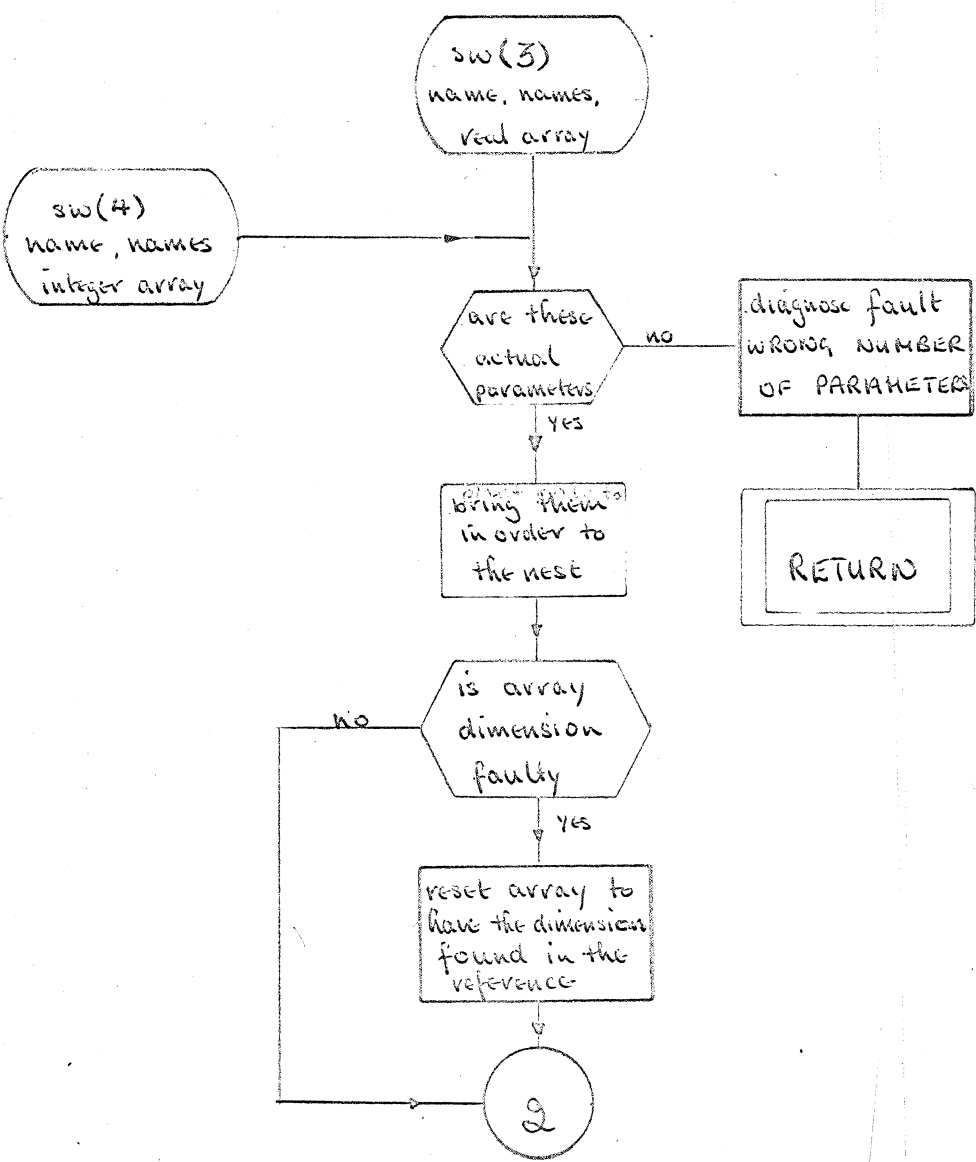 sw(3)
name, names,
real array
sw(4)
name, names
integer array
are these
actual
parameters
no
diagnose fault
WRONG NUMBER
OF PARAMETERS
YES
bring them
in order to
the nest
RETURN
is array
dimension
faulty
no
YES
reset array to
have the dimension
found in the
reference
2